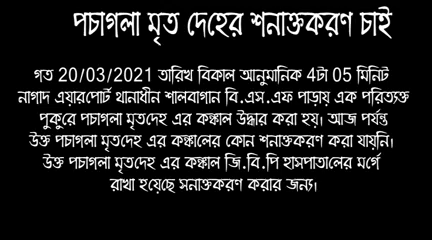 পচাগলা মৃত দেহের শনাক্তকরণ চাই
গত 20/03/2021 তারিখ বিকাল আনুমানিক 4টা 05 মিনিট
নাগাদ এয়ারপোর্ট থানাধীন শালবাগান বি.এস.এফ পাড়ায় এক পরিত্যক্ত
পুকুরে পচাগলা মৃতদেহ এর কঙ্কাল উদ্ধার করা হয়। আজ পর্যন্ত
উক্ত পচাগলা মৃতদেহ এর কঙ্কালের কোন শনাক্তকরণ করা যায়নি।
উক্ত পচাগলা মৃতদেহ এর কঙ্কাল জি.বি.পি হাসপাতালের মর্গে
রাখা হয়েছে সনাক্তকরণ করার জন্য।